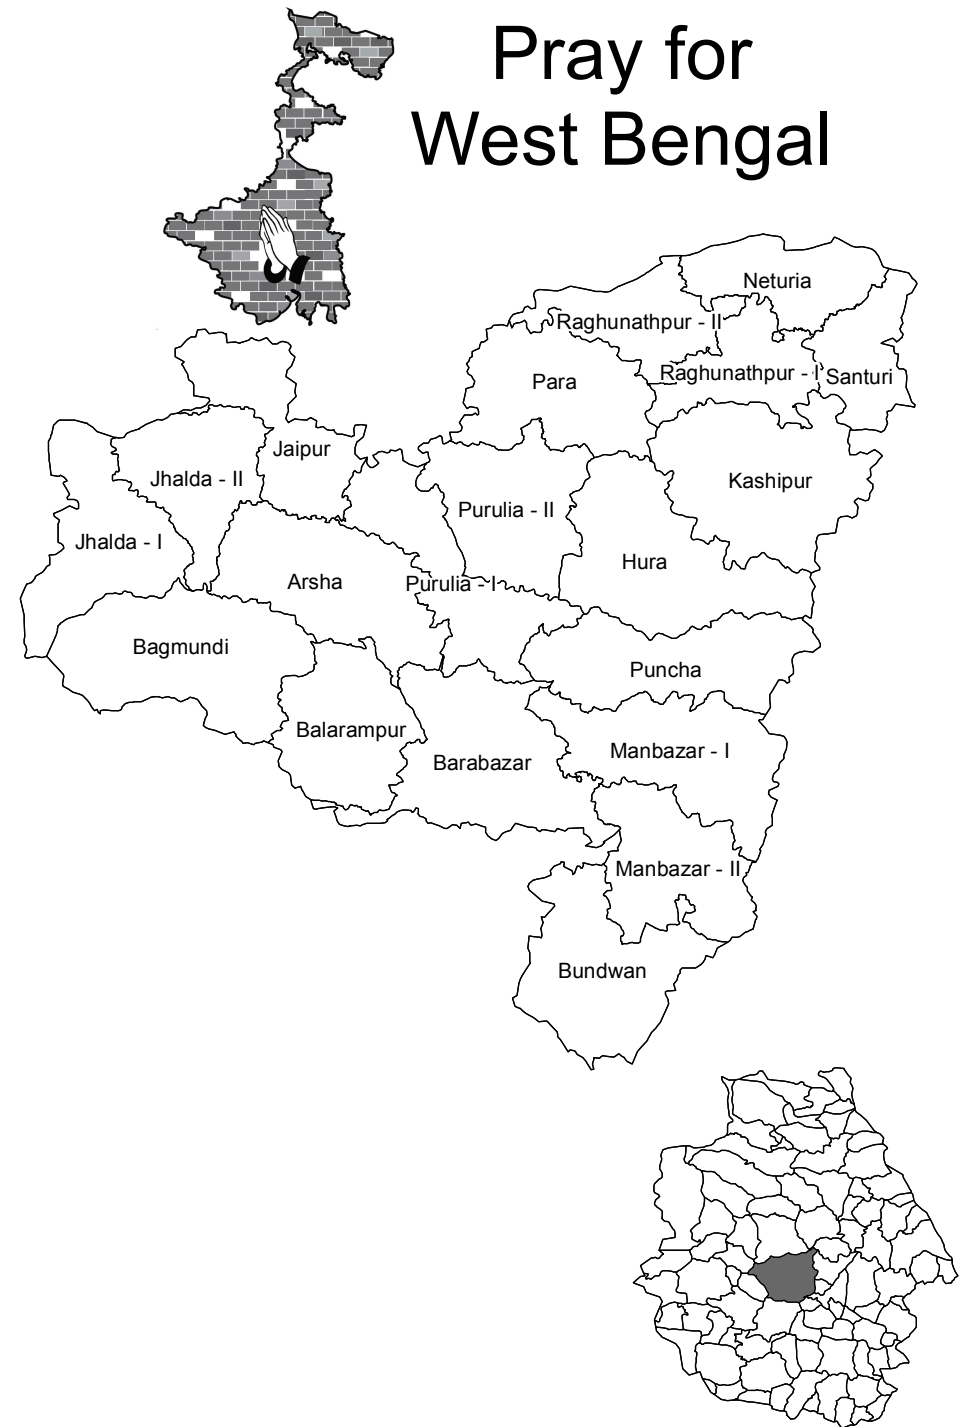 Pray for
West Bengal
Neturia
Raghunathpur - II
Raghunathpur - I
Santuri
Para
Jaipur
Jhalda - II
Kashipur
Purulia - II
Jhalda - I
Hura
Arsha
Purulia - I
Bagmundi
Puncha
Balarampur
Manbazar - I
Barabazar
Manbazar - II
Bundwan